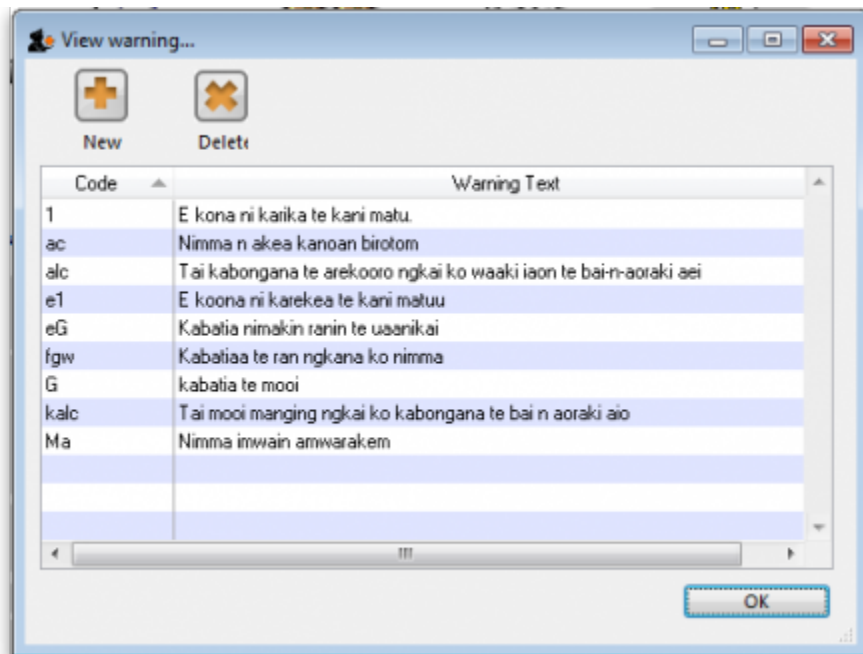 View warning...
New Delete
Code Warning Text
1 E kona ni karika te kani matu.
ac Nimma n akea kanoan birotom
alc Tai kabongana te arekooro ngkai ko waaki iaon te bai-n-aoraki aei
e1 E koona ni karekea te kani matuu
eG Kabatia nimakin ranin te uaanikai
fgw Kabatiaa te ran ngkana ko nimma
G kabatia te mooi
kalc Tai mooi manging ngkai ko kabongana te bai n aoraki aio
Ma Nimma imwain amwarakem
OK